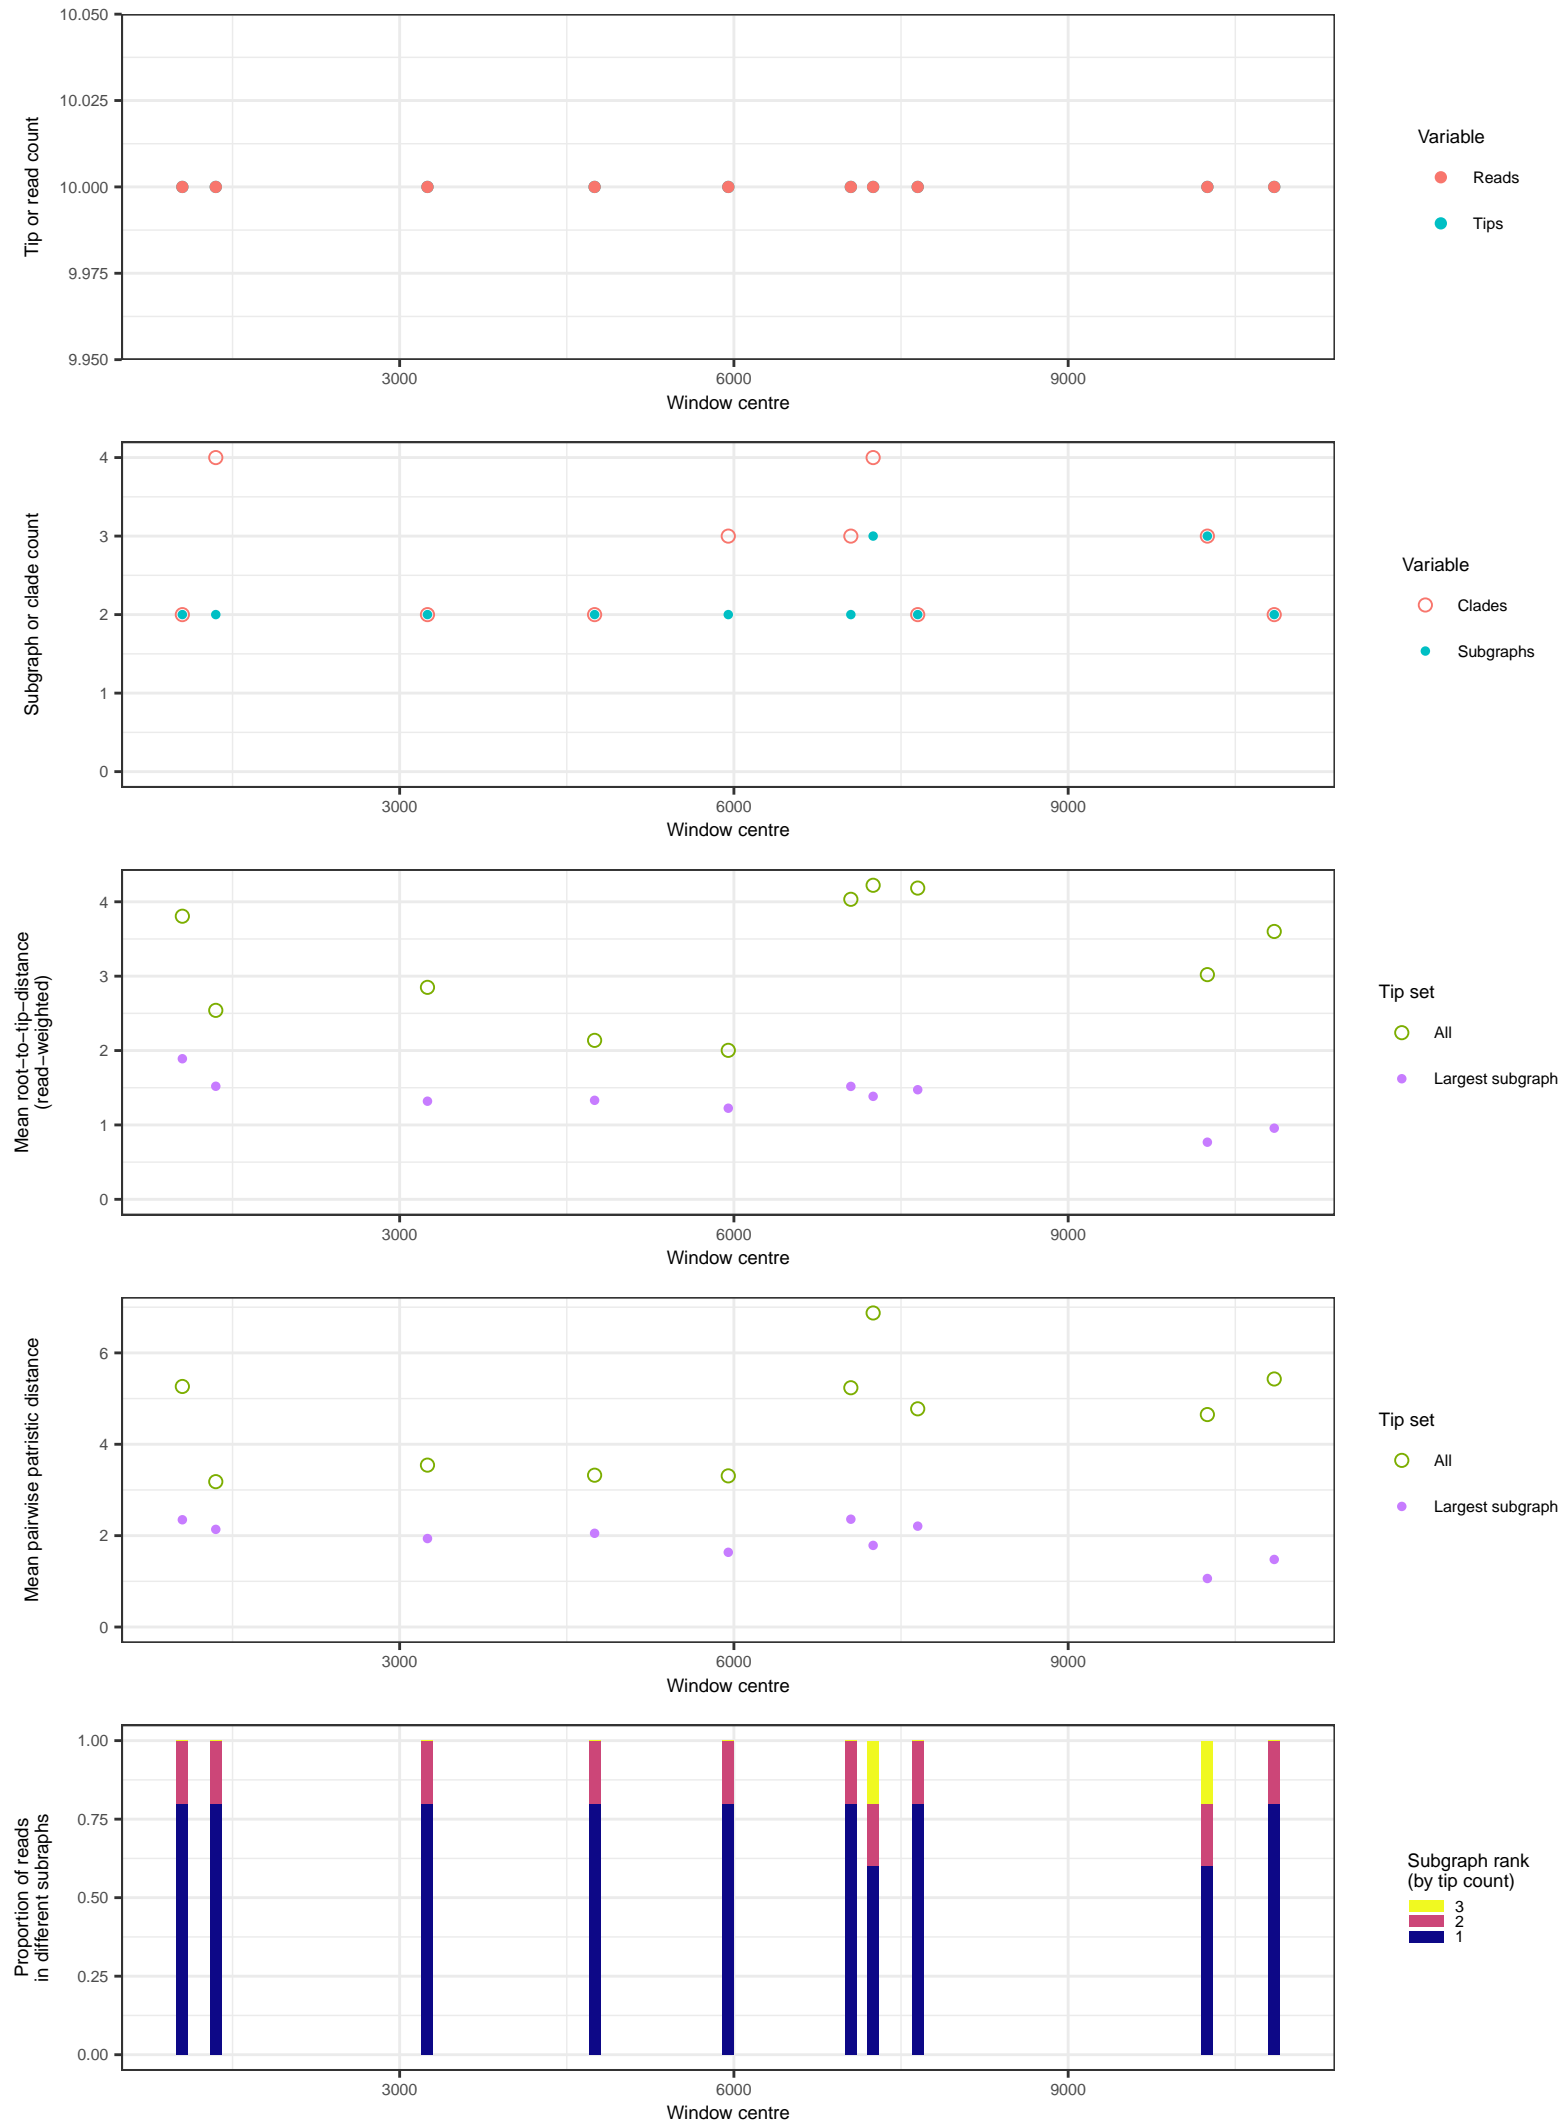 10.050
10.025
10.000
9.975
9.950
Tip or read count
3000 6000 9000
Window centre
Variable
Reads
Tips
4
3
2
1
0
Subgraph or clade count
3000 6000 9000
Window centre
Variable
Clades
Subgraphs
4
3
2
1
0
Mean root−to−tip−distance
(read−weighted)
3000 6000 9000
Window centre
Tip set
All
Largest subgraph
6
4
2
0
Mean pairwise patristic distance
3000 6000 9000
Window centre
Tip set
All
Largest subgraph
1.00
0.75
0.50
0.25
0.00
Proportion of reads
in different subraphs
3000 6000 9000
Window centre
Subgraph rank
(by tip count)
3
2
1